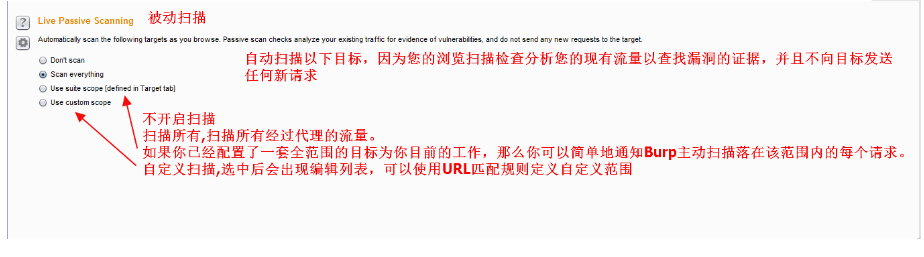 Live Passive Scanning 被动扫描
Automatically scan the following targets as you browse. Passive scan checks analyze your existing traffic for evidence of vulnerabilities, and do not send any new requests to the target.
Don't scan
Scan everything
Use suite scope [defined in Target tab]
Use custom scope
自动扫描以下目标，因为您的浏览扫描检查分析您的现有流量以查找漏洞的证据，并且不向目标发送
任何新请求
不开启扫描
扫描所有,扫描所有经过代理的流量。
如果你已经配置了一套全范围的目标为你目前的工作，那么你可以简单地通知Burp主动扫描落在该范围内的每个请求。
自定义扫描,选中后会出现编辑列表，可以使用URL匹配规则定义自定义范围